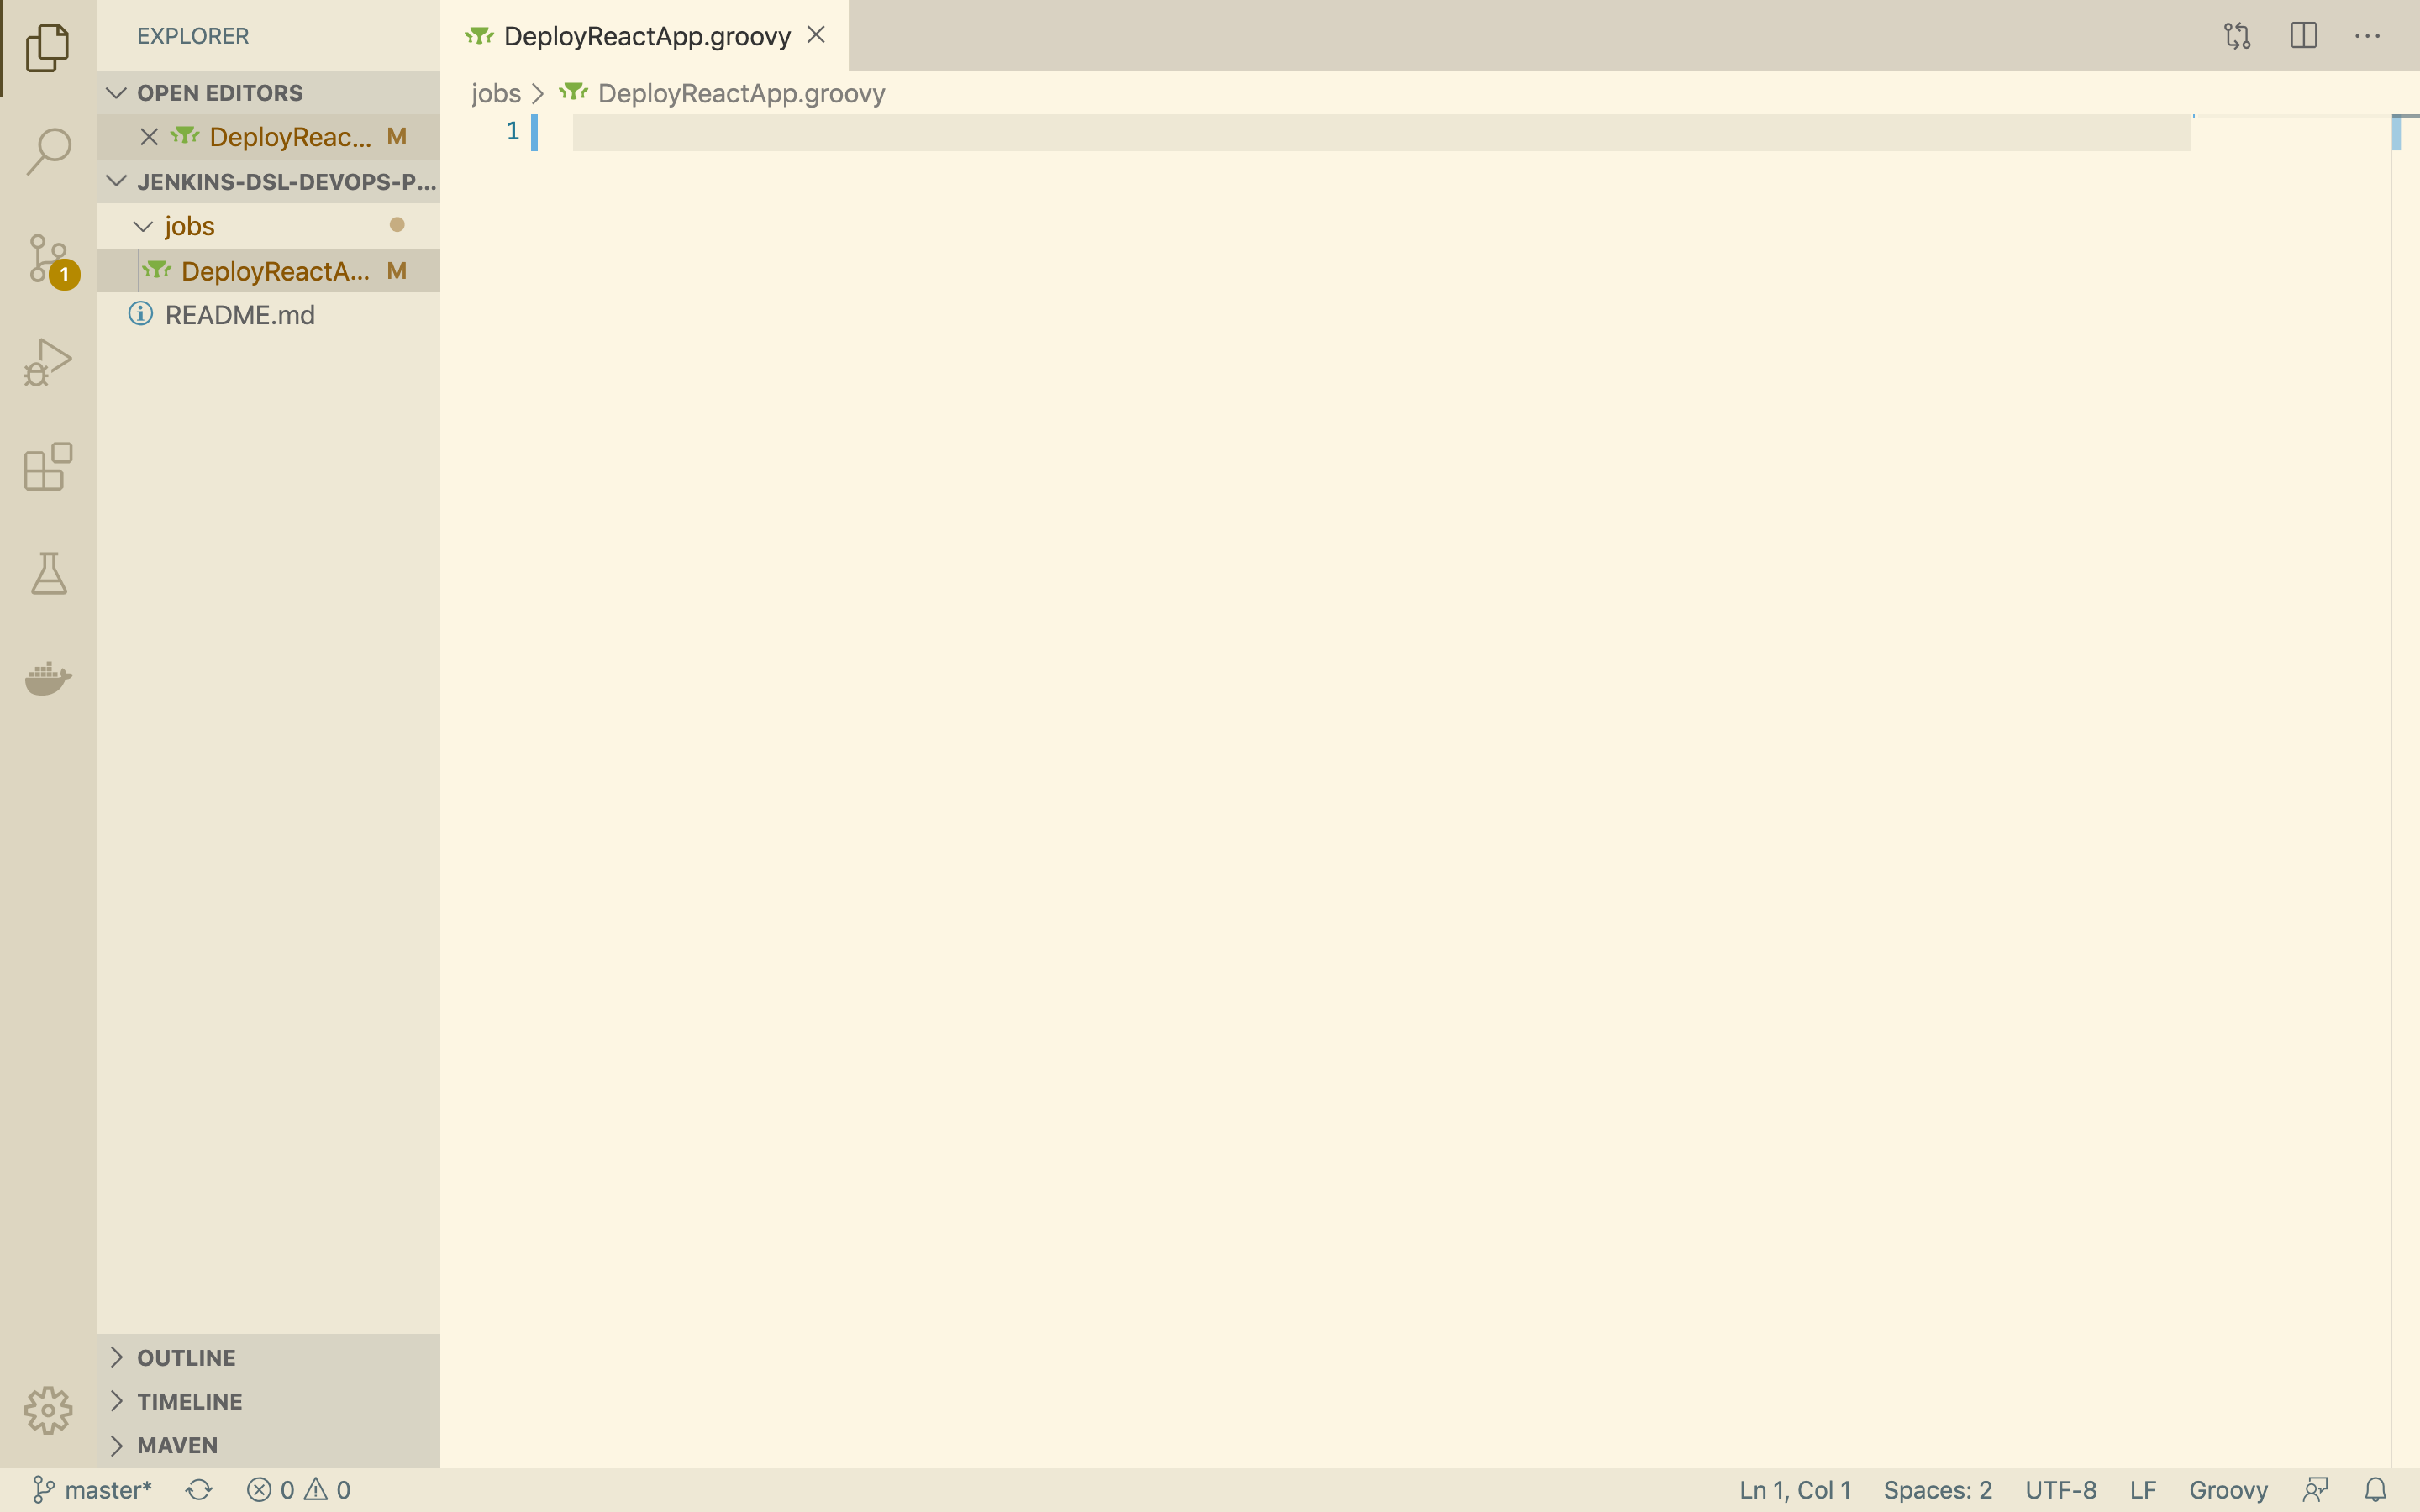 EXPLORER
OPEN EDITORS
DeployReac... M
JENKINS-DSL-DEVOPS-P...
jobs
DeployReactA... M
README.md
OUTLINE
TIMELINE
MAVEN
1
DeployReactApp.groovy
jobs > DeployReactApp.groovy
1
master* 0 0
Ln 1, Col 1 Spaces: 2 UTF-8 LF Groovy